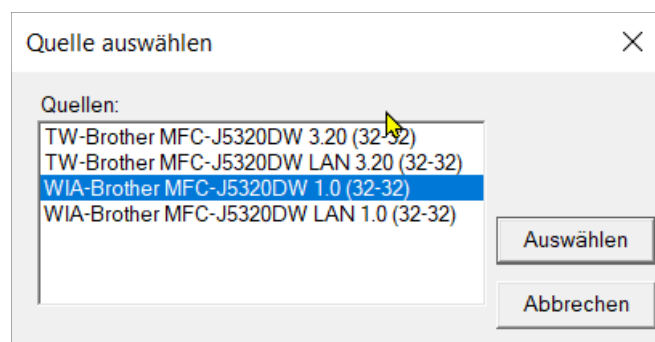 Quelle auswählen
Quellen:
TW-Brother MFC-J5320DW 3.20 (32-32)
TW-Brother MFC-J5320DW LAN 3.20 (32-32)
WIA-Brother MFC-J5320DW 1.0 (32-32)
WIA-Brother MFC-J5320DW LAN 1.0 (32-32)
Auswählen
Abbrechen